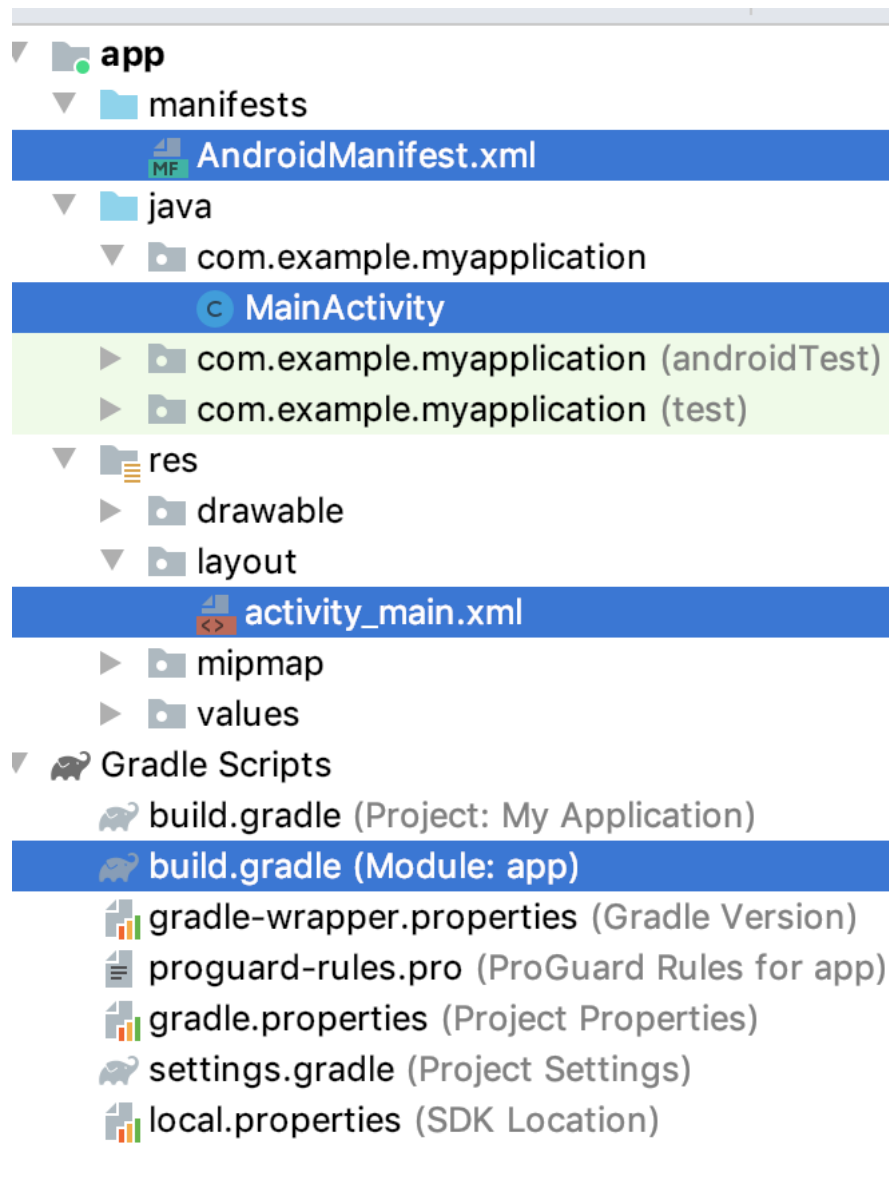 app
manifests
MF AndroidManifest.xml
java
com.example.myapplication
C MainActivity
com.example.myapplication (androidTest)
com.example.myapplication (test)
res
drawable
layout
<> activity_main.xml
mipmap
values
Gradle Scripts
build.gradle (Project: My Application)
build.gradle (Module: app)
gradle-wrapper.properties (Gradle Version)
proguard-rules.pro (ProGuard Rules for app)
gradle.properties (Project Properties)
settings.gradle (Project Settings)
local.properties (SDK Location)